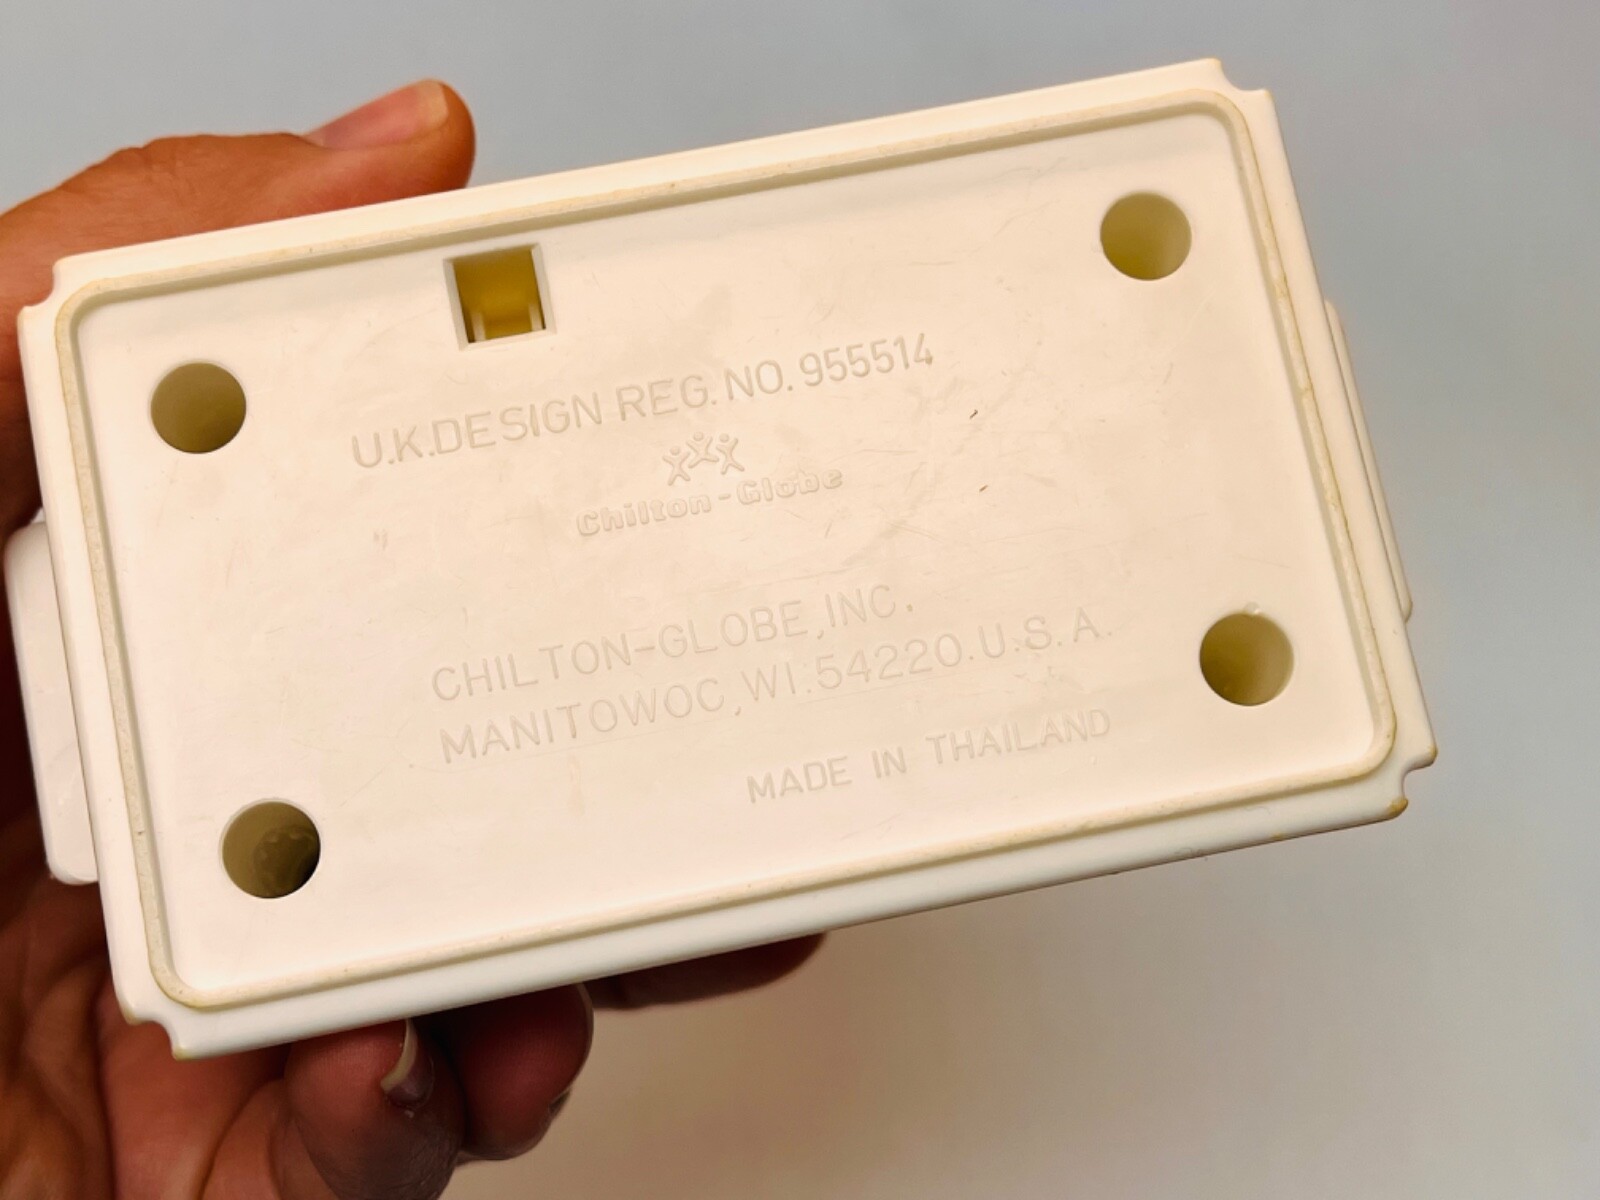 U.K.DESIGN REG. NO. 955514
Chilton-Globe
CHILTON-GLOBE, INC.
MANITOWOC, WI. 54220. U.S.A.
MADE IN THAILAND